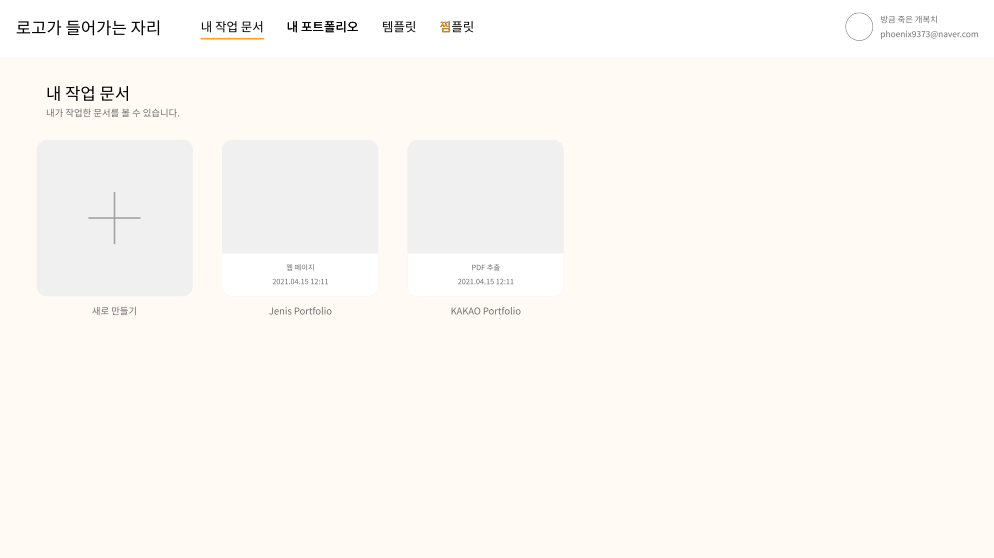 로고가 들어가는 자리
내 작업 문서
내 포트폴리오
템플릿
찜플릿
방금 죽은 개복치
phoenix9373@naver.com
내 작업 문서
내가 작업한 문서를 볼 수 있습니다.
웹 페이지
2021.04.15 12:11
PDF 추출
2021.04.15 12:11
새로 만들기
Jenis Portfolio
KAKAO Portfolio